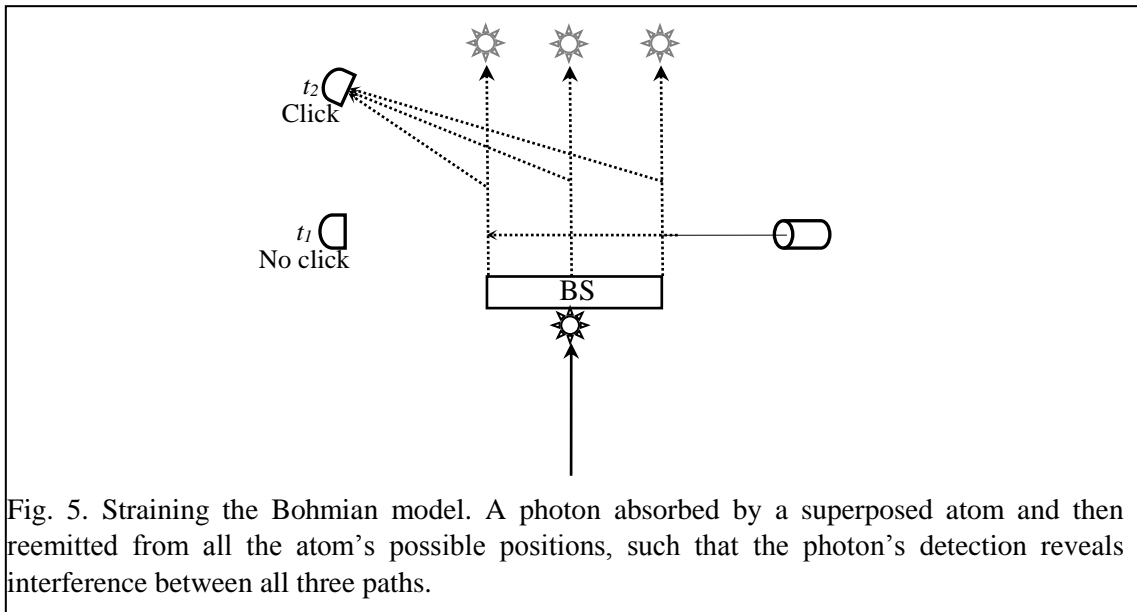 t2
Click
t1
No click
BS
Fig. 5. Straining the Bohmian model. A photon absorbed by a superposed atom and then
reemitted from all the atom's possible positions, such that the photon's detection reveals
interference between all three paths.